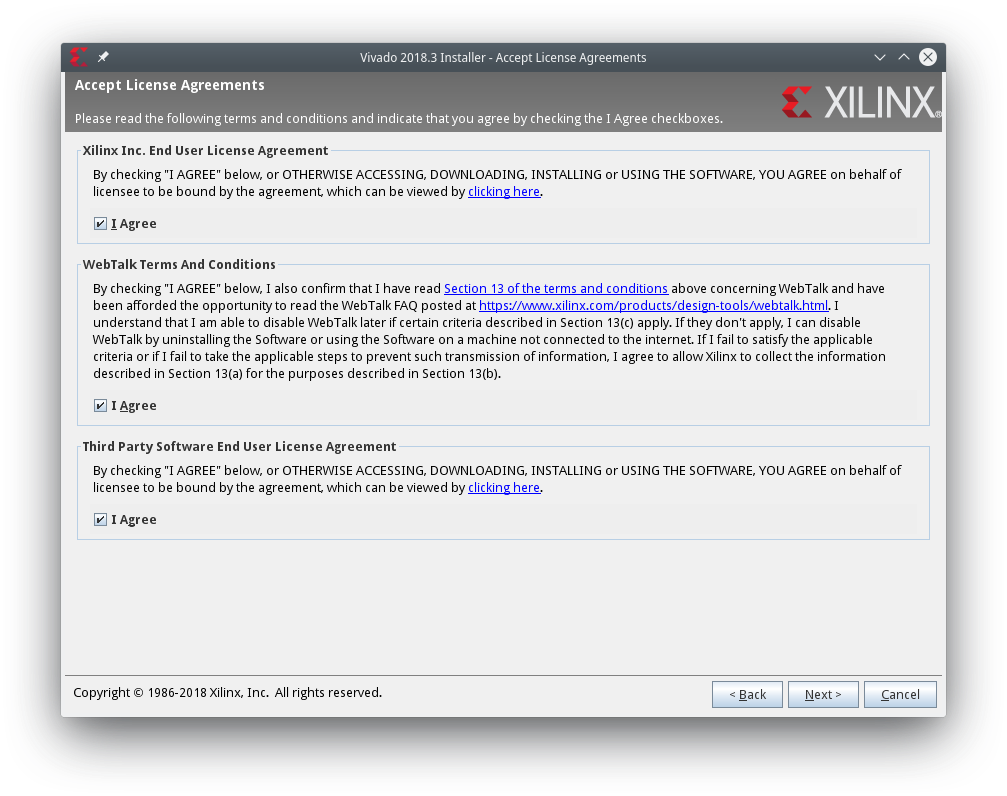 Vivado 2018.3 Installer - Accept License Agreements
Accept License Agreements
XILINX®
Please read the following terms and conditions and indicate that you agree by checking the I Agree checkboxes.
Xilinx Inc. End User License Agreement
By checking "I AGREE" below, or OTHERWISE ACCESSING, DOWNLOADING, INSTALLING or USING THE SOFTWARE, YOU AGREE on behalf of
licensee to be bound by the agreement, which can be viewed by clicking here.
I Agree
WebTalk Terms And Conditions
By checking "I AGREE" below, I also confirm that I have read Section 13 of the terms and conditions above concerning WebTalk and have
been afforded the opportunity to read the WebTalk FAQ posted at https://www.xilinx.com/products/design-tools/webtalk.html. I
understand that I am able to disable WebTalk later if certain criteria described in Section 13(c) apply. If they don't apply, I can disable
WebTalk by uninstalling the Software or using the Software on a machine not connected to the internet. If I fail to satisfy the applicable
criteria or if I fail to take the applicable steps to prevent such transmission of information, I agree to allow Xilinx to collect the information
described in Section 13(a) for the purposes described in Section 13(b).
I Agree
Third Party Software End User License Agreement
By checking "I AGREE" below, or OTHERWISE ACCESSING, DOWNLOADING, INSTALLING or USING THE SOFTWARE, YOU AGREE on behalf of
licensee to be bound by the agreement, which can be viewed by clicking here.
I Agree
Copyright © 1986-2018 Xilinx, Inc. All rights reserved.
< Back
Next >
Cancel